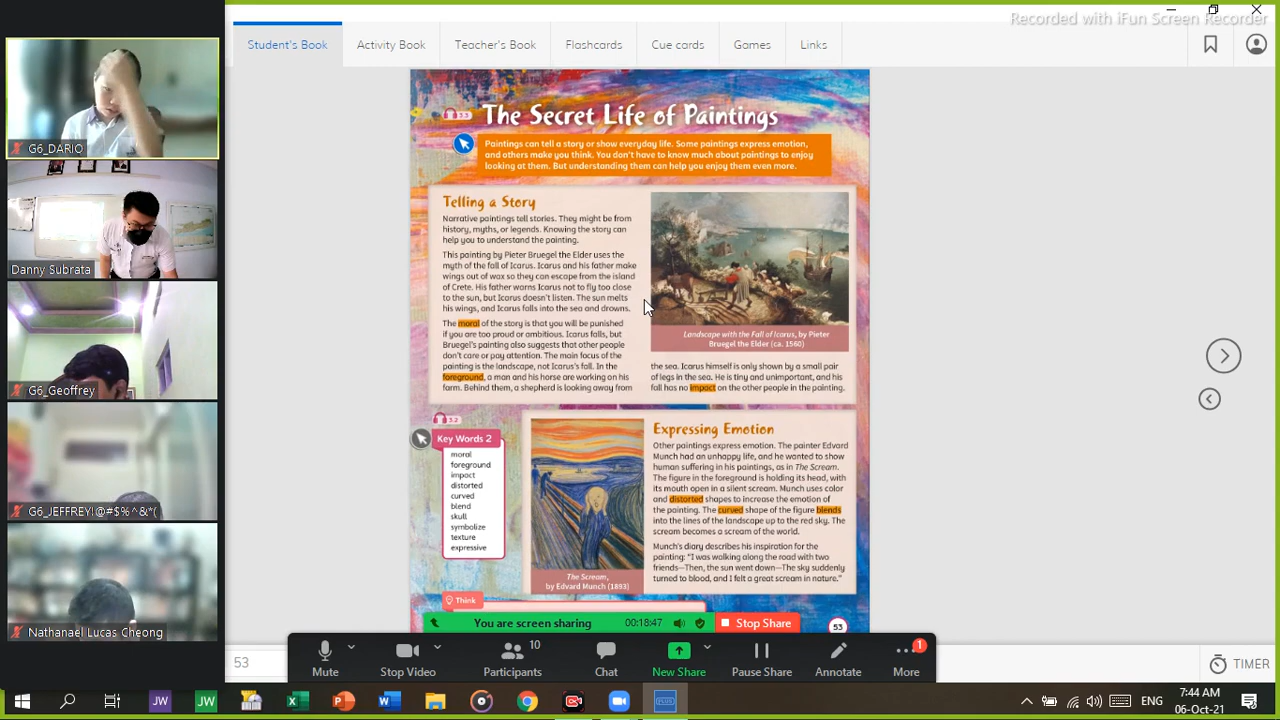 Recorded with iFun Screen Recorder
Student's Book Activity Book Teacher's Book Flashcards Cue cards Games Links
G6_DARIO
Danny Subrata
G6_Geoffrey
G6_JEFFREY!@#$%^&*(
Nathanael Lucas Cheong
3.3
The Secret Life of Paintings
Paintings can tell a story or show everyday life. Some paintings express emotion,
and others make you think. You don't have to know much about paintings to enjoy
looking at them. But understanding them can help you enjoy them even more.
Telling a Story
Narrative paintings tell stories. They might be from
history, myths, or legends. Knowing the story can
help you to understand the painting.
This painting by Pieter Bruegel the Elder uses the
myth of the fall of Icarus. Icarus and his father make
wings out of wax so they can escape from the island
of Crete. His father warns Icarus not to fly too close
to the sun, but Icarus doesn't listen. The sun melts
his wings, and Icarus falls into the sea and drowns.
The moral of the story is that you will be punished
if you are too proud or ambitious. Icarus falls, but
Bruegel's painting also suggests that other people
don't care or pay attention. The main focus of the
painting is the landscape, not Icarus's fall. In the
foreground, a man and his horse are working on his
farm. Behind them, a shepherd is looking away from
Landscape with the Fall of Icarus, by Pieter
Bruegel the Elder (ca. 1560)
the sea. Icarus himself is only shown by a small pair
of legs in the sea. He is tiny and unimportant, and his
fall has no impact on the other people in the painting.
3.2
Key Words 2
moral
foreground
impact
distorted
curved
blend
skull
symbolize
texture
expressive
The Scream,
by Edvard Munch (1893)
Expressing Emotion
Other paintings express emotion. The painter Edvard
Munch had an unhappy life, and he wanted to show
human suffering in his paintings, as in The Scream.
The figure in the foreground is holding its head, with
its mouth open in a silent scream. Munch uses color
and distorted shapes to increase the emotion of
the painting. The curved shape of the figure blends
into the lines of the landscape up to the red sky. The
scream becomes a scream of the world.
Munch's diary describes his inspiration for the
painting: "I was walking along the road with two
friends—Then, the sun went down—The sky suddenly
turned to blood, and I felt a great scream in nature."
Think
You are screen sharing 00:18:47 Stop Share
53
53
TIMER
10
1
Mute Stop Video Participants Chat New Share Pause Share Annotate More
JW JW
PLUS
ENG
7:44 AM
06-Oct-21